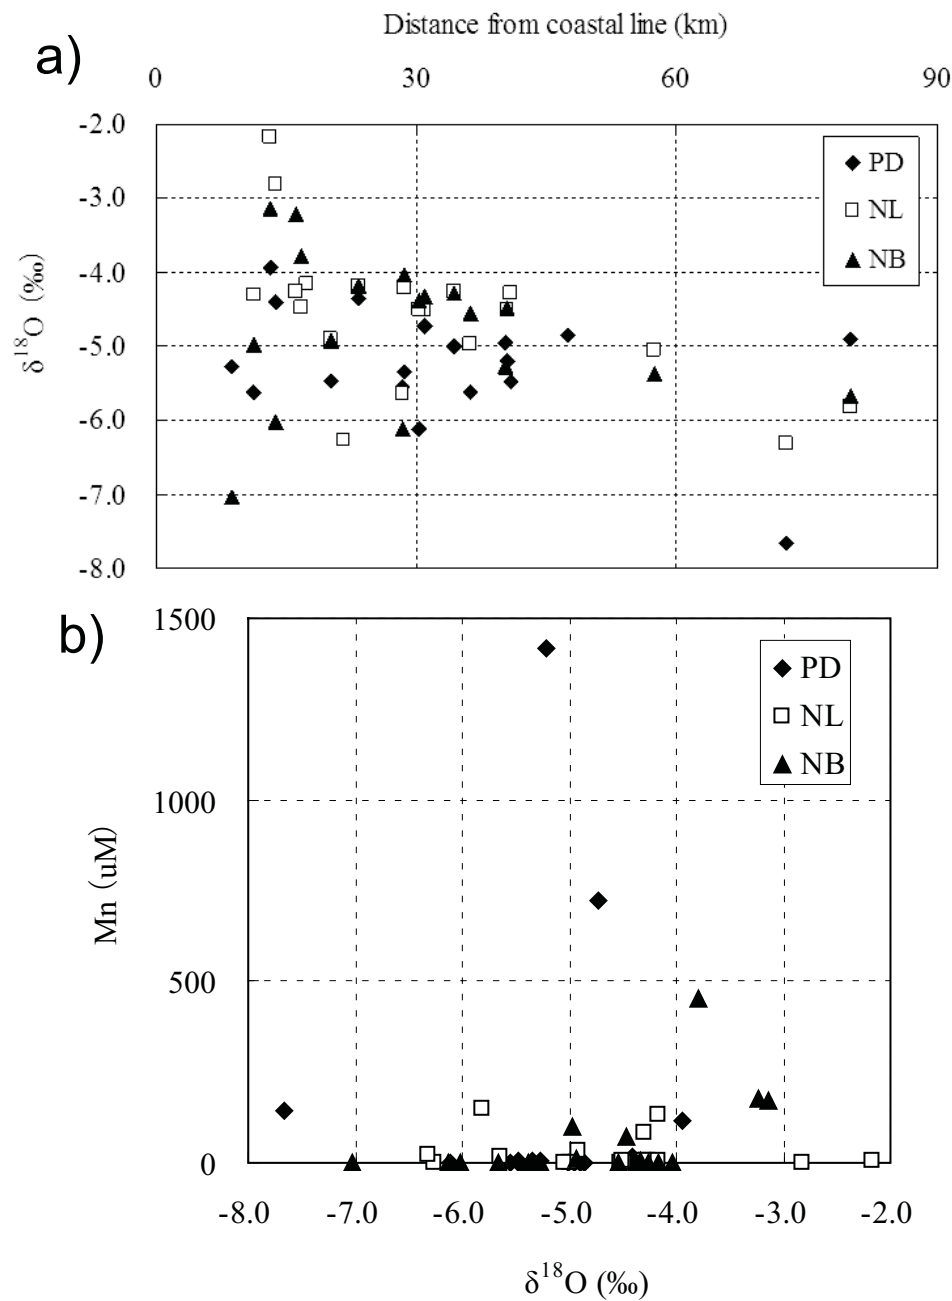 Distance from coastal line (km)
a)
0 30 60 90
-2.0
-3.0
-4.0
-5.0
-6.0
-7.0
-8.0
δ¹⁸O (‰)
PD
NL
NB
b)
1500
1000
500
0
Mn (uM)
PD
NL
NB
-8.0 -7.0 -6.0 -5.0 -4.0 -3.0 -2.0
δ¹⁸O (‰)